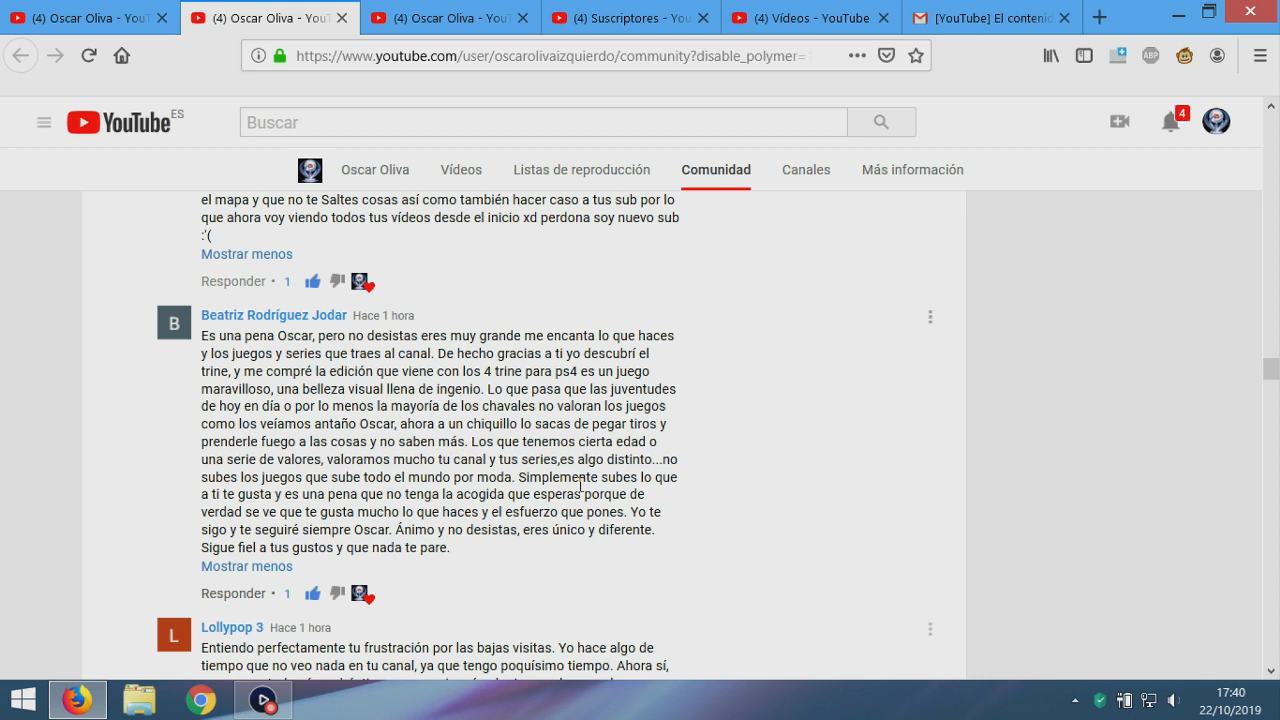 (4) Oscar Oliva - YouT
(4) Oscar Oliva - YouT
(4) Oscar Oliva - YouT
(4) Suscriptores - You
(4) Vídeos - YouTube
[YouTube] El contenid
https://www.youtube.com/user/oscarolivaizquierdo/community?disable_polymer=
ABP
YouTube ES
Buscar
4
Oscar Oliva
Vídeos
Listas de reproducción
Comunidad
Canales
Más información
el mapa y que no te Saltes cosas así como también hacer caso a tus sub por lo
que ahora voy viendo todos tus vídeos desde el inicio xd perdona soy nuevo sub
:'(
Mostrar menos
Responder • 1
B
Beatriz Rodríguez Jodar Hace 1 hora
Es una pena Oscar, pero no desistas eres muy grande me encanta lo que haces
y los juegos y series que traes al canal. De hecho gracias a ti yo descubrí el
trine, y me compré la edición que viene con los 4 trine para ps4 es un juego
maravilloso, una belleza visual llena de ingenio. Lo que pasa que las juventudes
de hoy en día o por lo menos la mayoría de los chavales no valoran los juegos
como los veíamos antaño Oscar, ahora a un chiquillo lo sacas de pegar tiros y
prenderle fuego a las cosas y no saben más. Los que tenemos cierta edad o
una serie de valores, valoramos mucho tu canal y tus series,es algo distinto...no
subes los juegos que sube todo el mundo por moda. Simplemente subes lo que
a ti te gusta y es una pena que no tenga la acogida que esperas porque de
verdad se ve que te gusta mucho lo que haces y el esfuerzo que pones. Yo te
sigo y te seguiré siempre Oscar. Ánimo y no desistas, eres único y diferente.
Sigue fiel a tus gustos y que nada te pare.
Mostrar menos
Responder • 1
L
Lollypop 3 Hace 1 hora
Entiendo perfectamente tu frustración por las bajas visitas. Yo hace algo de
tiempo que no veo nada en tu canal, ya que tengo poquísimo tiempo. Ahora sí,
17:40
22/10/2019